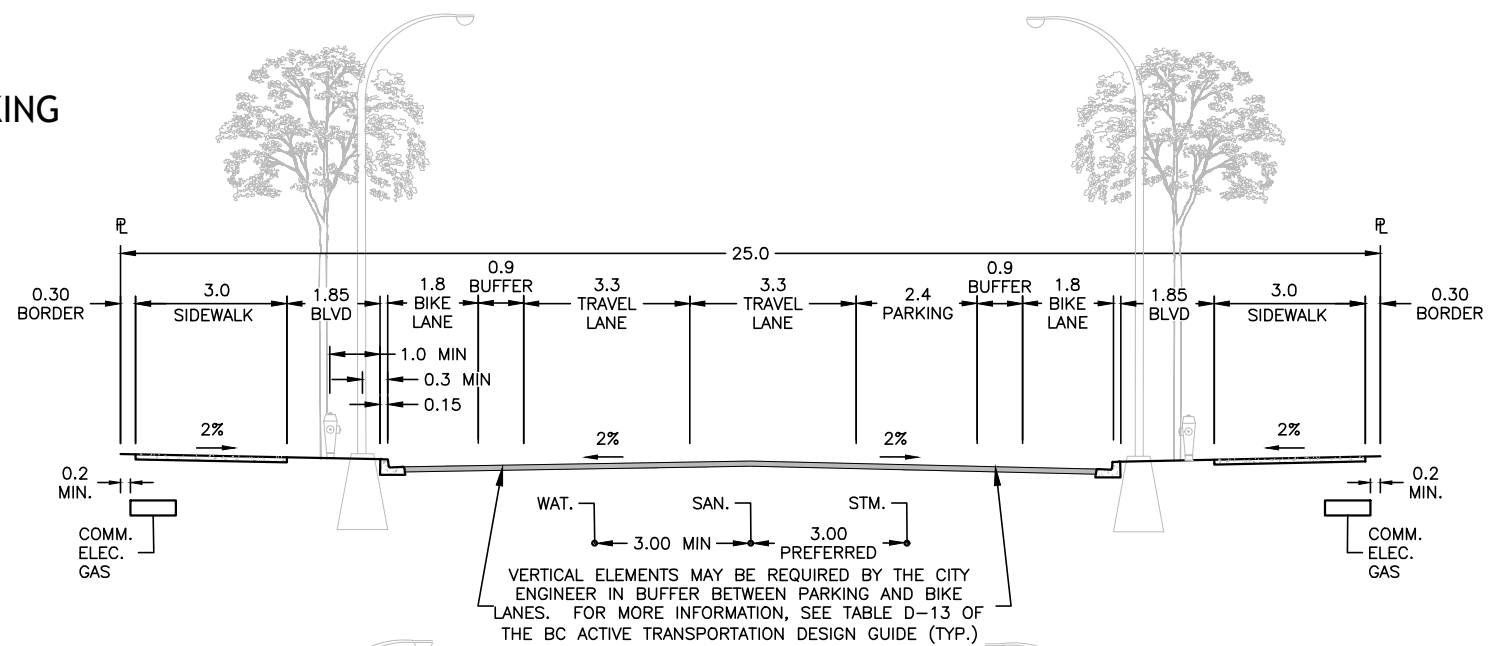 KING
℄
℄
25.0
0.30
BORDER
3.0
SIDEWALK
1.85
BLVD
1.8
BIKE
LANE
0.9
BUFFER
3.3
TRAVEL
LANE
3.3
TRAVEL
LANE
2.4
PARKING
0.9
BUFFER
1.8
BIKE
LANE
1.85
BLVD
3.0
SIDEWALK
0.30
BORDER
1.0 MIN
0.3 MIN
0.15
2%
2%
2%
2%
0.2
MIN.
COMM.
ELEC.
GAS
WAT.
SAN.
STM.
3.00 MIN
3.00
PREFERRED
0.2
MIN.
COMM.
ELEC.
GAS
VERTICAL ELEMENTS MAY BE REQUIRED BY THE CITY
ENGINEER IN BUFFER BETWEEN PARKING AND BIKE
LANES. FOR MORE INFORMATION, SEE TABLE D-13 OF
THE BC ACTIVE TRANSPORTATION DESIGN GUIDE (TYP.)